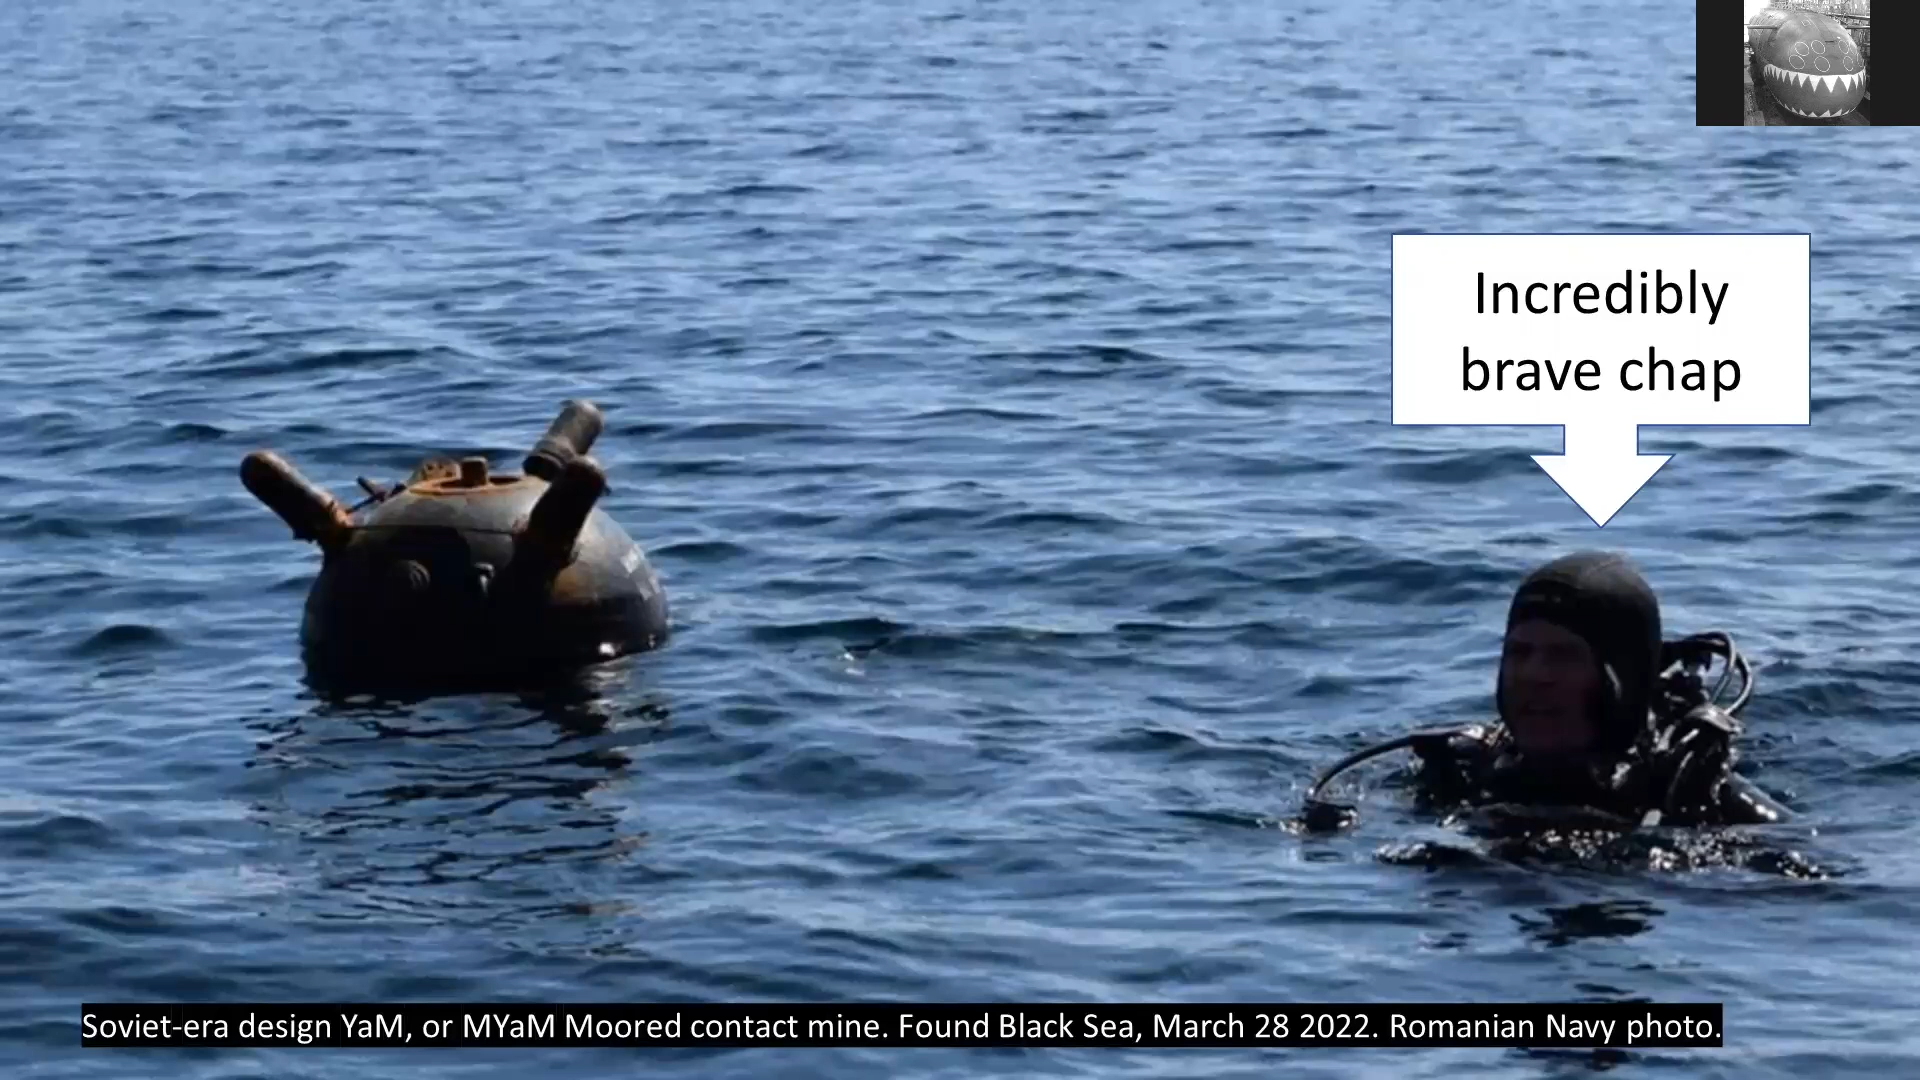 Incredibly
brave chap
Soviet-era design YaM, or MYaM Moored contact mine. Found Black Sea, March 28 2022. Romanian Navy photo.